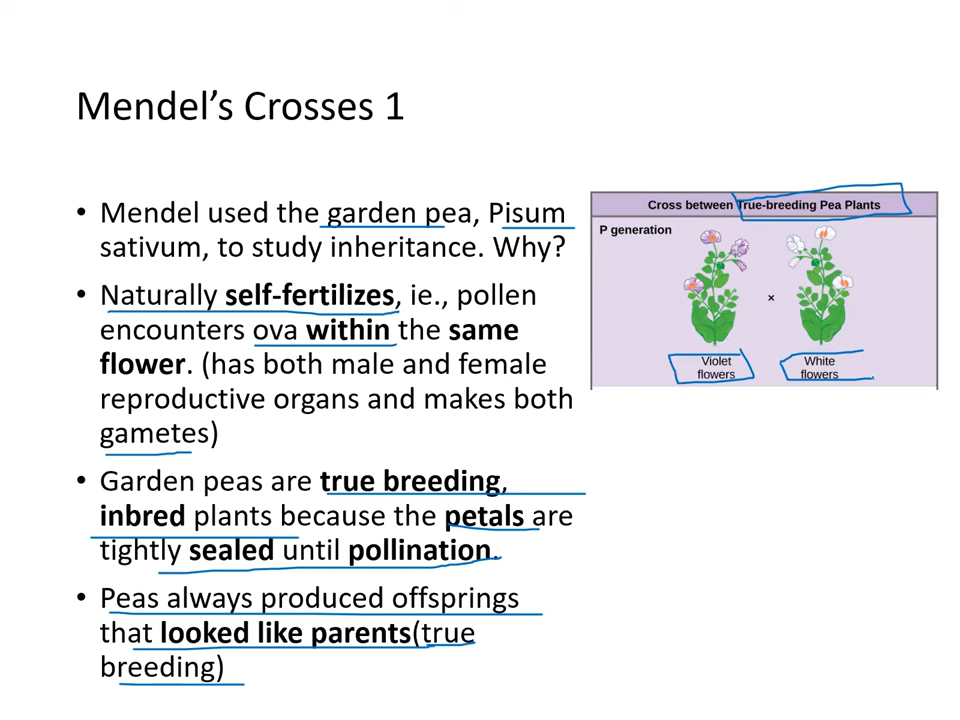 Mendel’s Crosses 1
• Mendel used the garden pea, Pisum
sativum, to study inheritance. Why?
• Naturally self-fertilizes, ie., pollen
encounters ova within the same
flower. (has both male and female
reproductive organs and makes both
gametes)
• Garden peas are true breeding,
inbred plants because the petals are
tightly sealed until pollination.
• Peas always produced offsprings
that looked like parents(true
breeding)
Cross between True-breeding Pea Plants
P generation
×
Violet
flowers
White
flowers